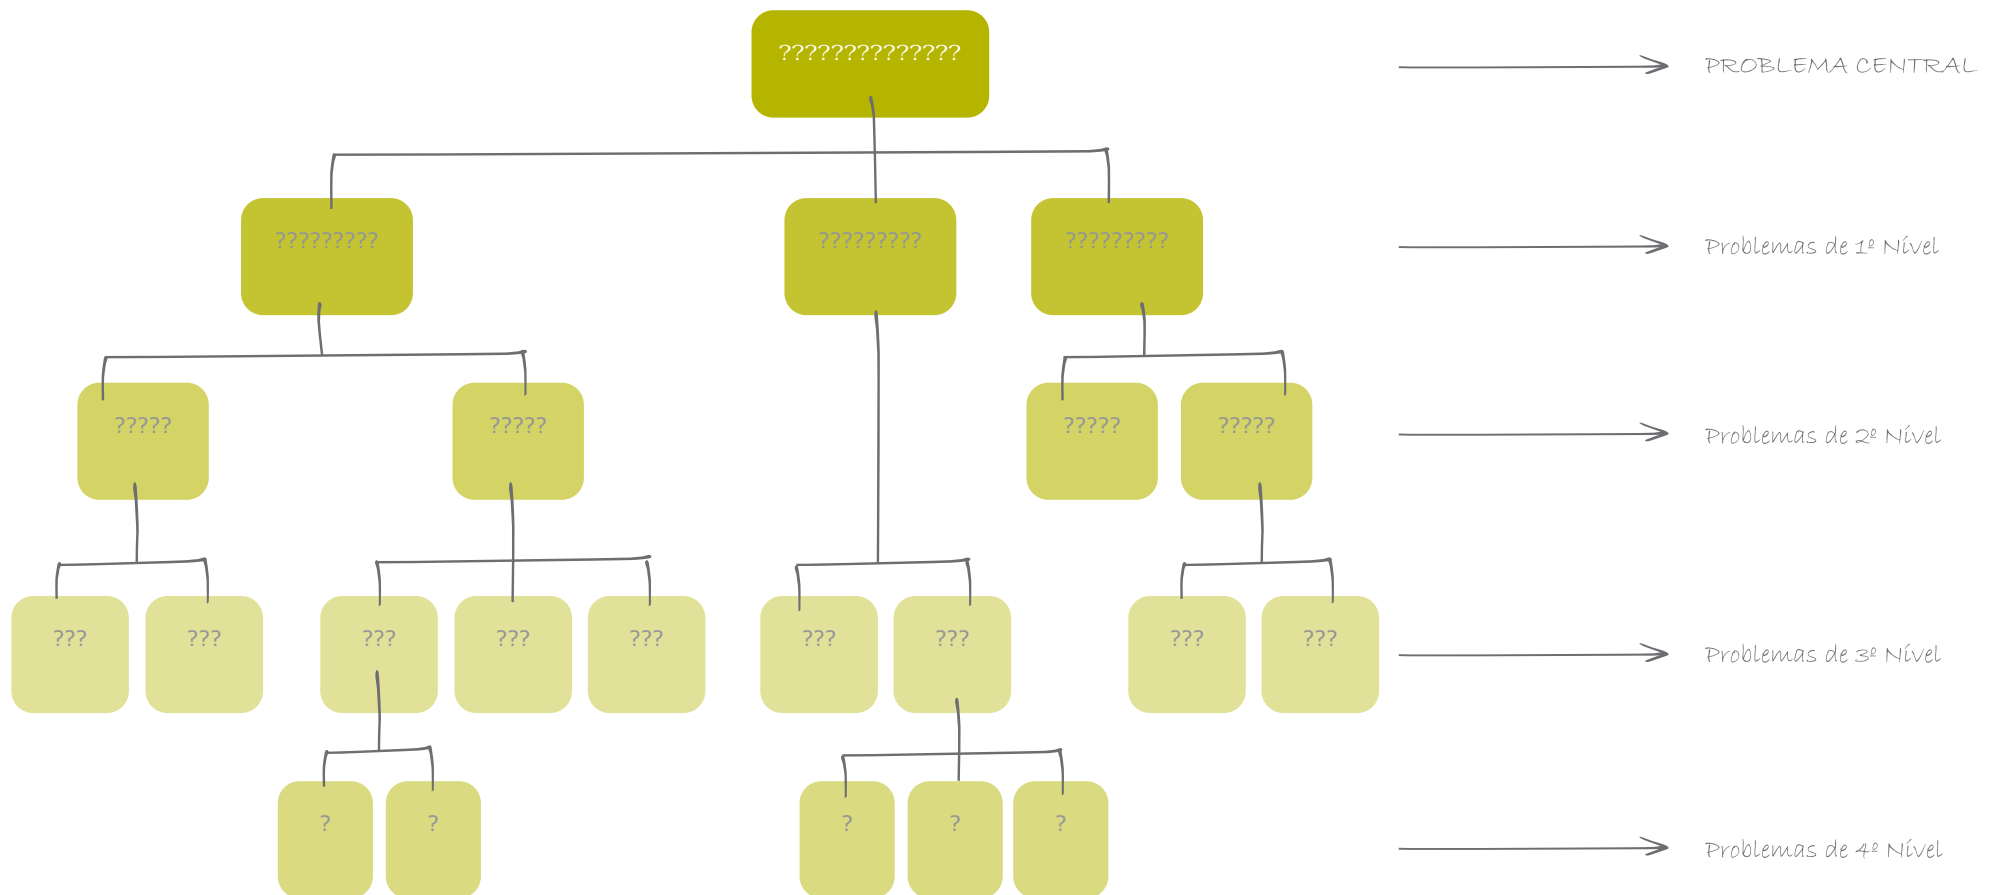 ?????????????? PROBLEMA CENTRAL
????????? ????????? ????????? Problemas de 1º Nível
????? ????? ????? ????? Problemas de 2º Nível
??? ??? ??? ??? ??? ??? ??? ??? ??? Problemas de 3º Nível
? ? ? ? ? Problemas de 4º Nível